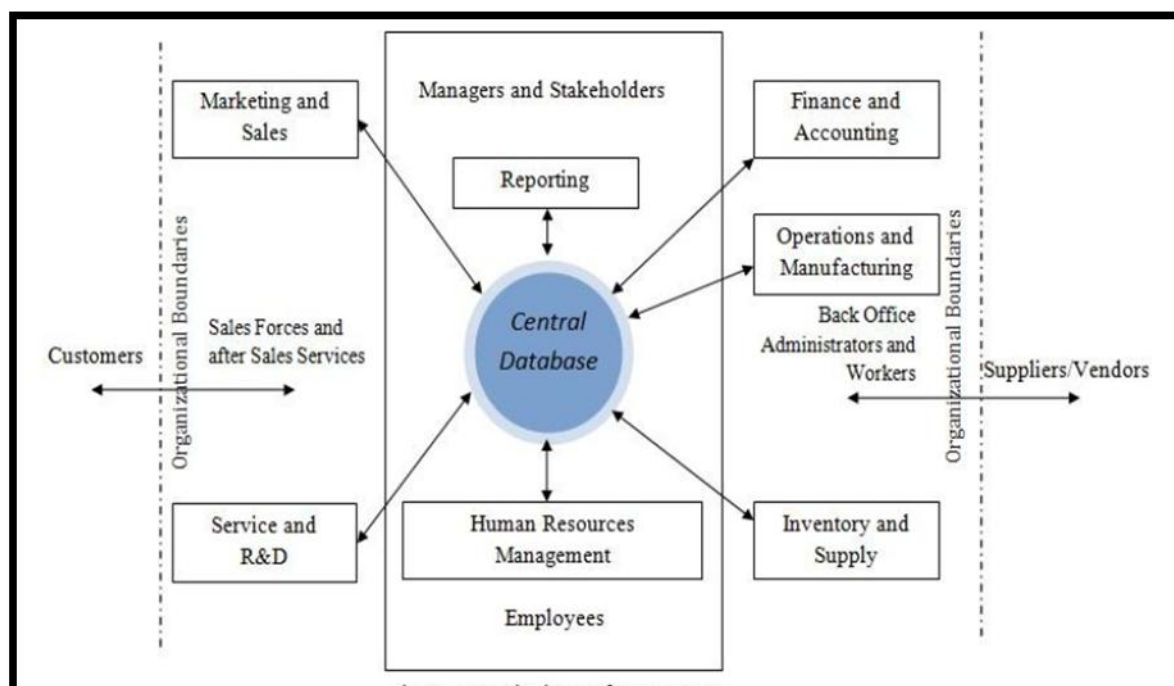 Managers and Stakeholders
Marketing and
Sales
Finance and
Accounting
Reporting
Operations and
Manufacturing
Organizational Boundaries
Organizational Boundaries
Central
Database
Back Office
Administrators and
Workers
Sales Forces and
after Sales Services
Customers
Suppliers/Vendors
Service and
R&D
Human Resources
Management
Inventory and
Supply
Employees